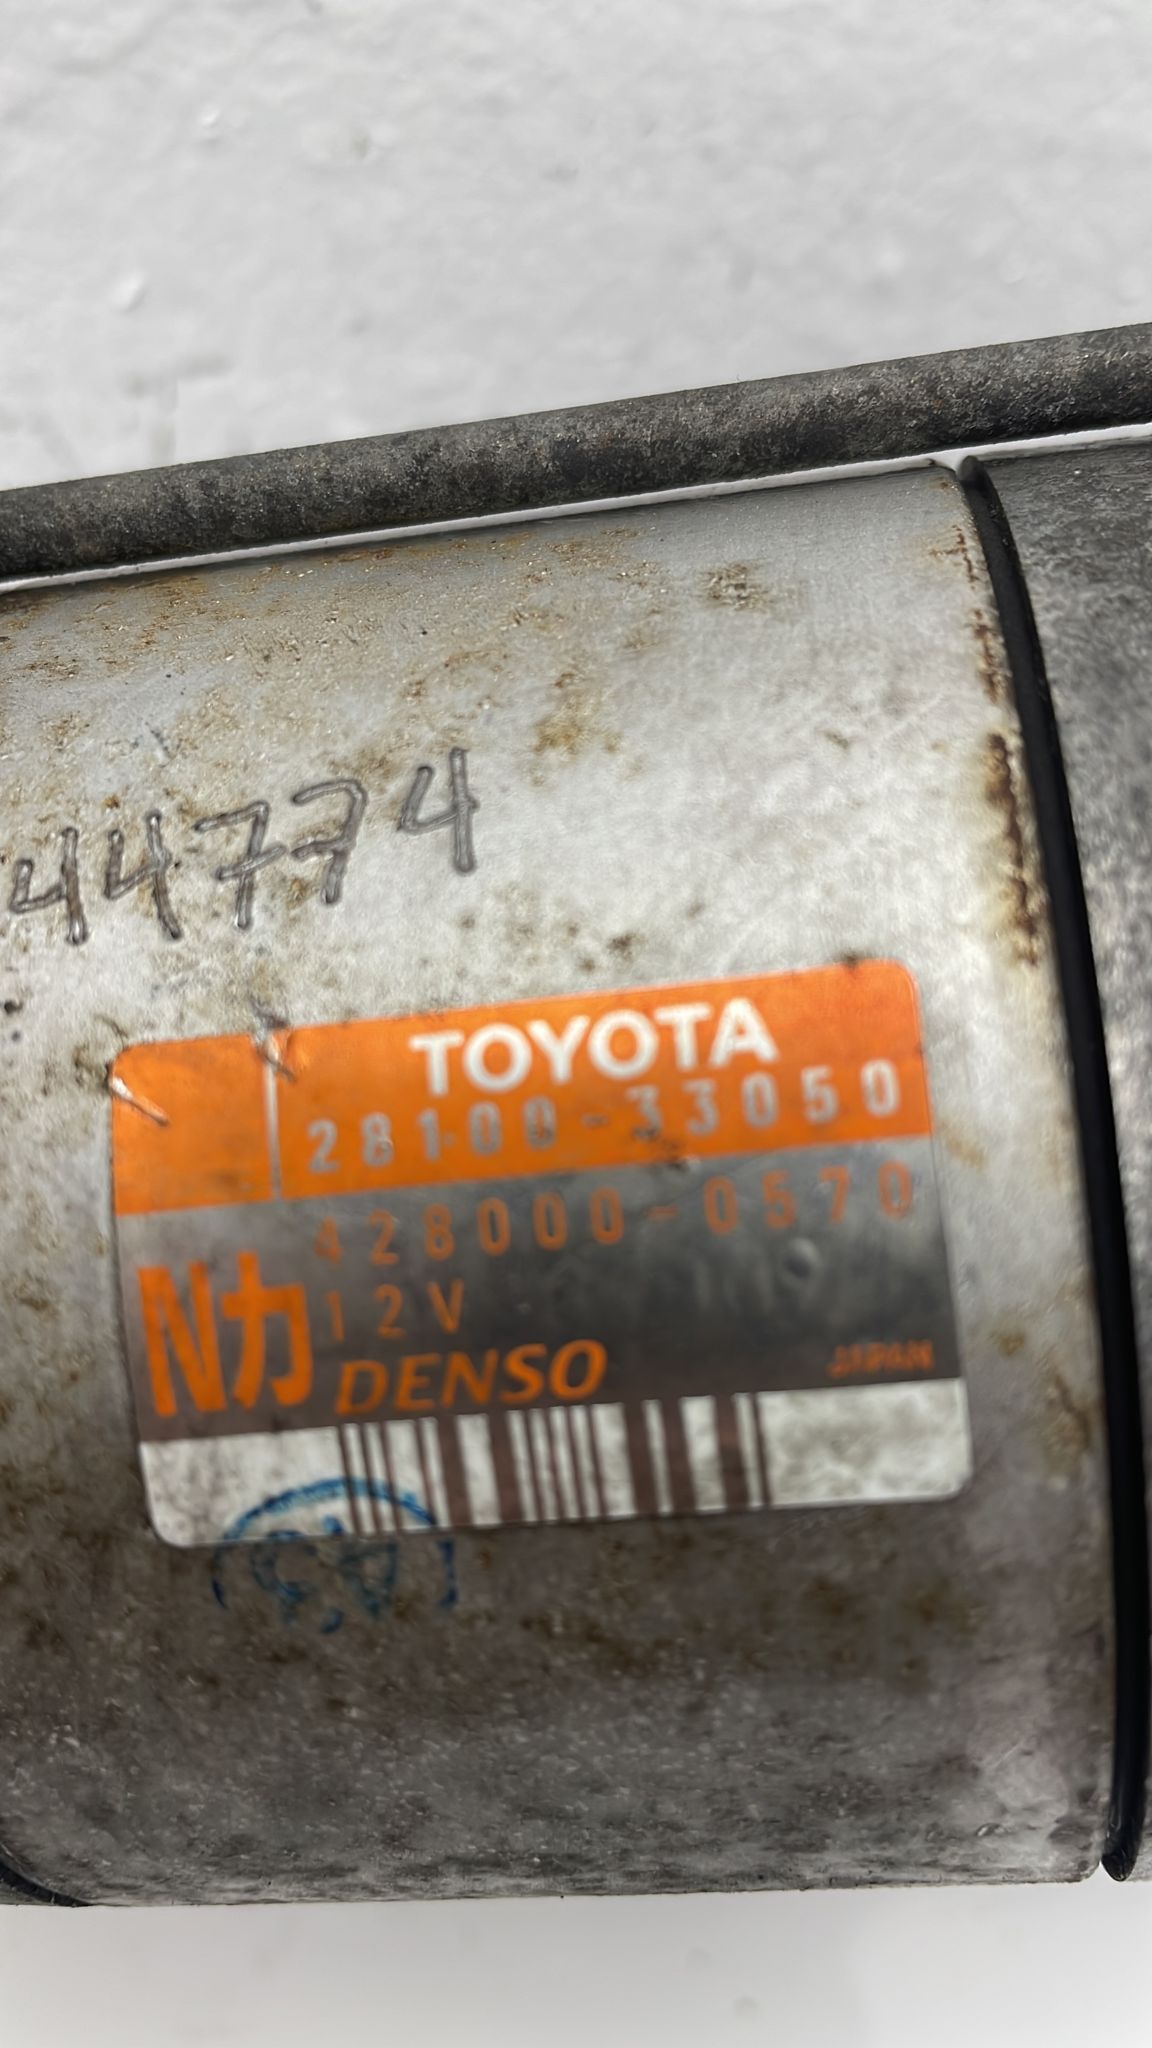 44774
TOYOTA
28100-33050
428000-0570
Nカ
12V
DENSO
JAPAN